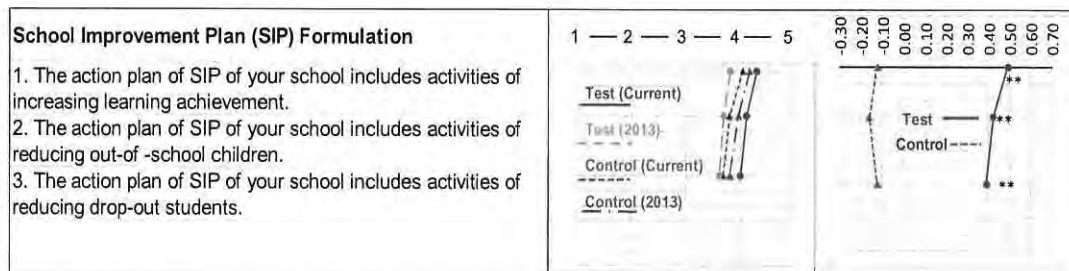 School Improvement Plan (SIP) Formulation
1. The action plan of SIP of your school includes activities of
increasing learning achievement.
2. The action plan of SIP of your school includes activities of
reducing out-of -school children.
3. The action plan of SIP of your school includes activities of
reducing drop-out students.
1 — 2 — 3 — 4 — 5
Test (Current)
Test (2013)
Control (Current)
Control (2013)
-0.30
-0.20
-0.10
0.00
0.10
0.20
0.30
0.40
0.50
0.60
0.70
**
Test
**
Control
**